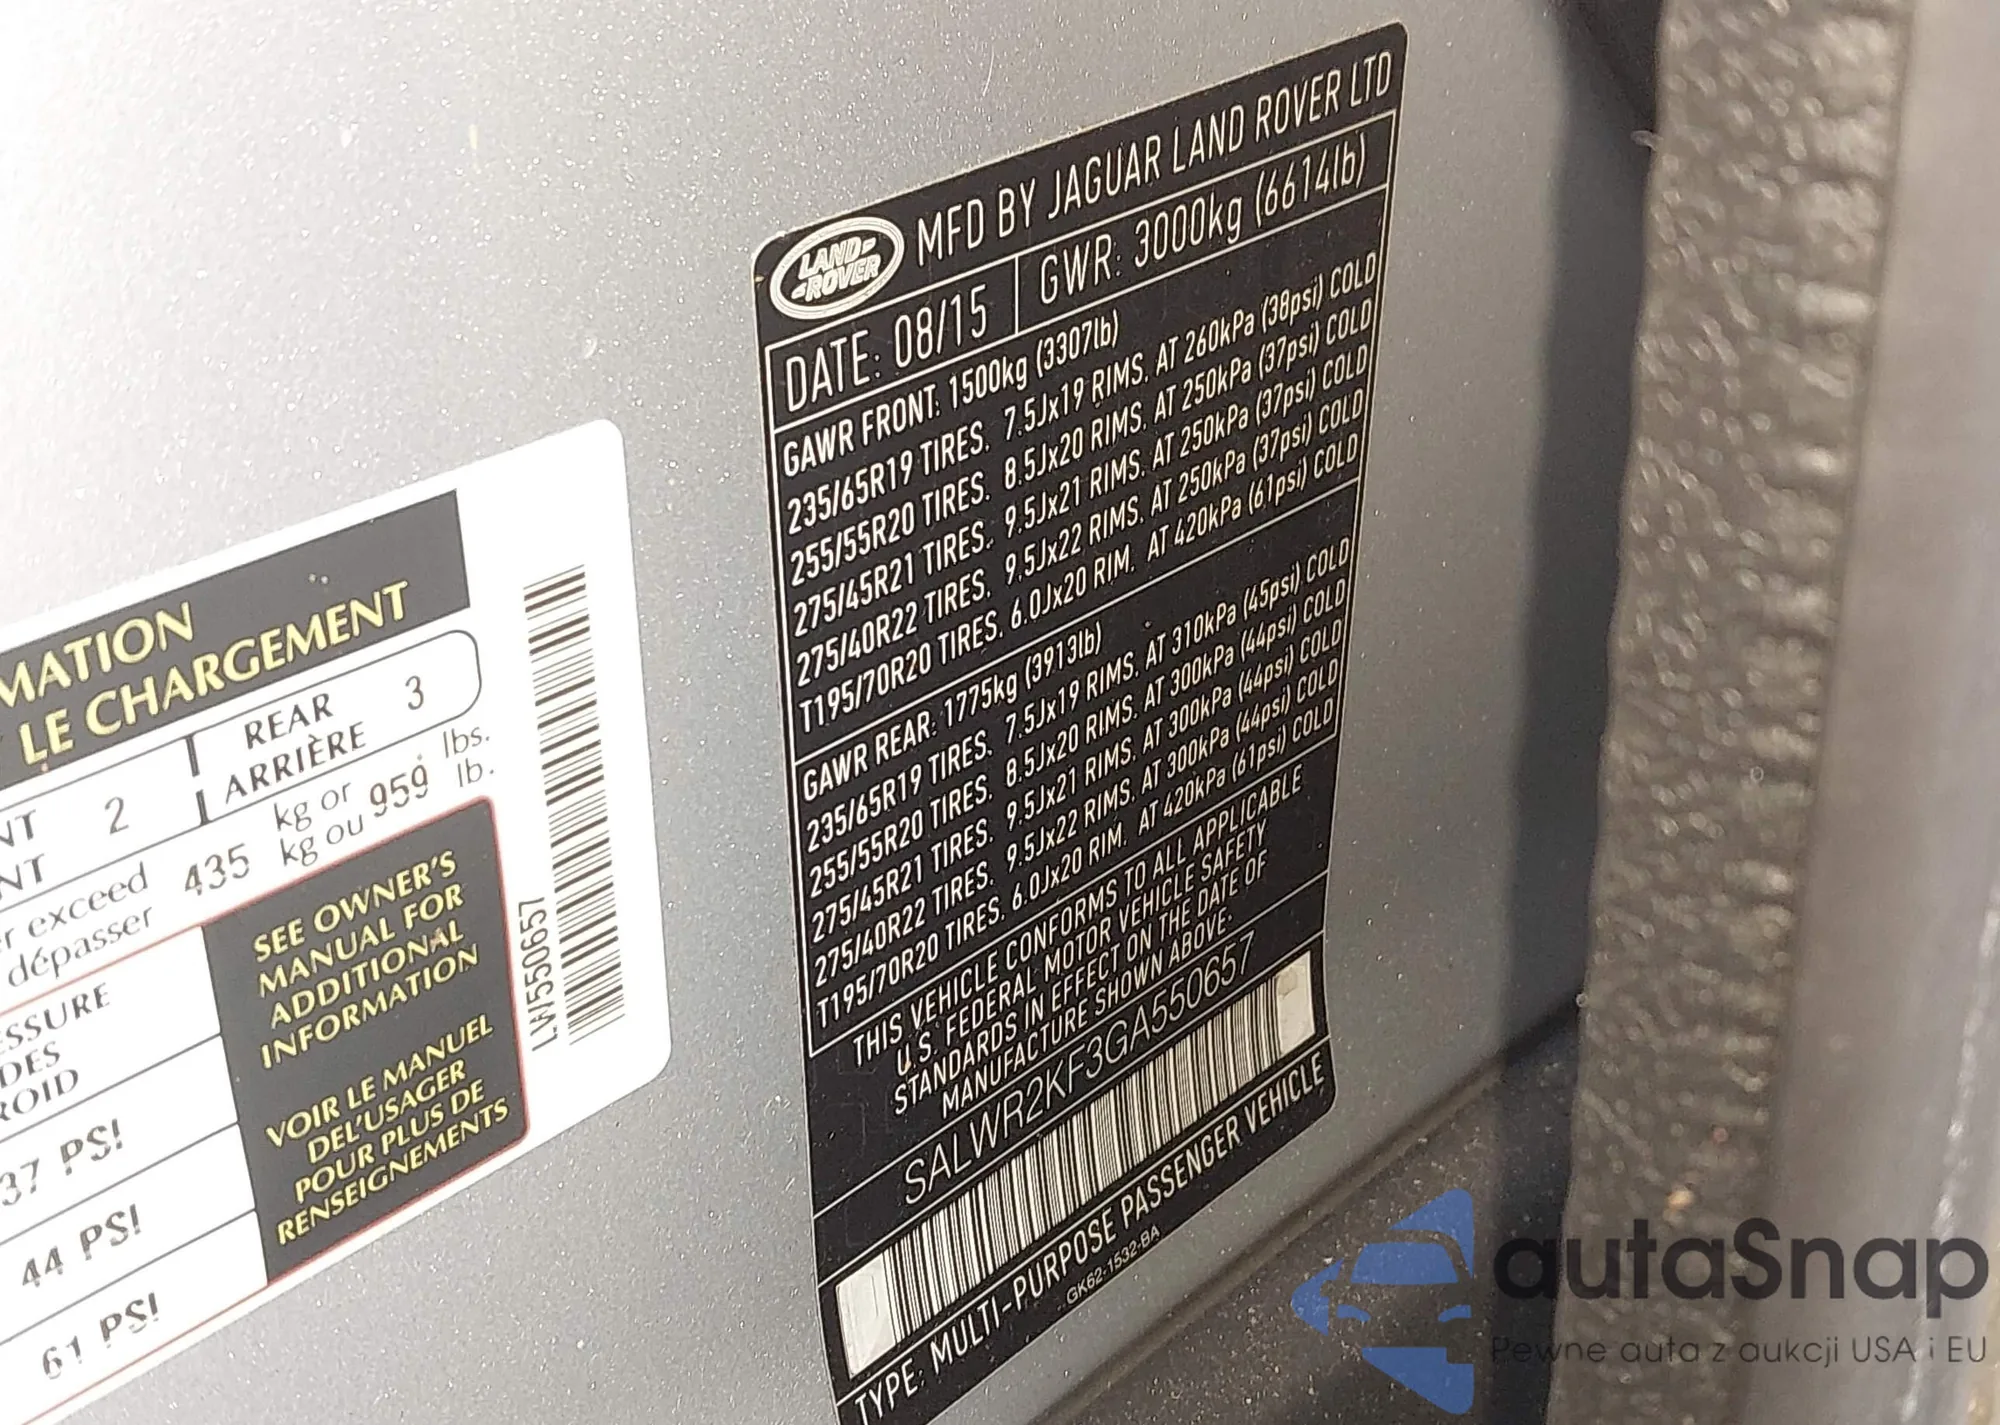 MATION
LE CHARGEMENT
REAR
ARRIÈRE
3
NT
2
kg or
kg ou
435
959
lbs.
lb.
exceed
dépasser
DES
37 PSI
44 PSI
61 PSI
SEE OWNER'S
MANUAL FOR
ADDITIONAL
INFORMATION
VOIR LE MANUEL
DEL'USAGER
POUR PLUS DE
RENSEIGNEMENTS
LW550657
LAND
ROVER
MFD BY JAGUAR LAND ROVER LTD
DATE: 08/15
GWR: 3000kg (6614lb)
GAWR FRONT: 1500kg (3307lb)
235/65R19 TIRES. 7.5Jx19 RIMS. AT 260kPa (38psi) COLD
255/55R20 TIRES. 8.5Jx20 RIMS. AT 250kPa (37psi) COLD
275/45R21 TIRES. 9.5Jx21 RIMS. AT 250kPa (37psi) COLD
275/40R22 TIRES. 9.5Jx22 RIMS. AT 250kPa (37psi) COLD
T195/70R20 TIRES. 6.0Jx20 RIM. AT 420kPa (61psi) COLD
GAWR REAR: 1775kg (3913lb)
235/65R19 TIRES. 7.5Jx19 RIMS. AT 310kPa (45psi) COLD
255/55R20 TIRES. 8.5Jx20 RIMS. AT 300kPa (44psi) COLD
275/45R21 TIRES. 9.5Jx21 RIMS. AT 300kPa (44psi) COLD
275/40R22 TIRES. 9.5Jx22 RIMS. AT 300kPa (44psi) COLD
T195/70R20 TIRES. 6.0Jx20 RIM. AT 420kPa (61psi) COLD
THIS VEHICLE CONFORMS TO ALL APPLICABLE
U.S. FEDERAL MOTOR VEHICLE SAFETY
STANDARDS IN EFFECT ON THE DATE OF
MANUFACTURE SHOWN ABOVE.
SALWR2KF3GA550657
TYPE: MULTI-PURPOSE PASSENGER VEHICLE
GK62-1532-BA
autaSnap
Pewne auta z aukcji USA i EU